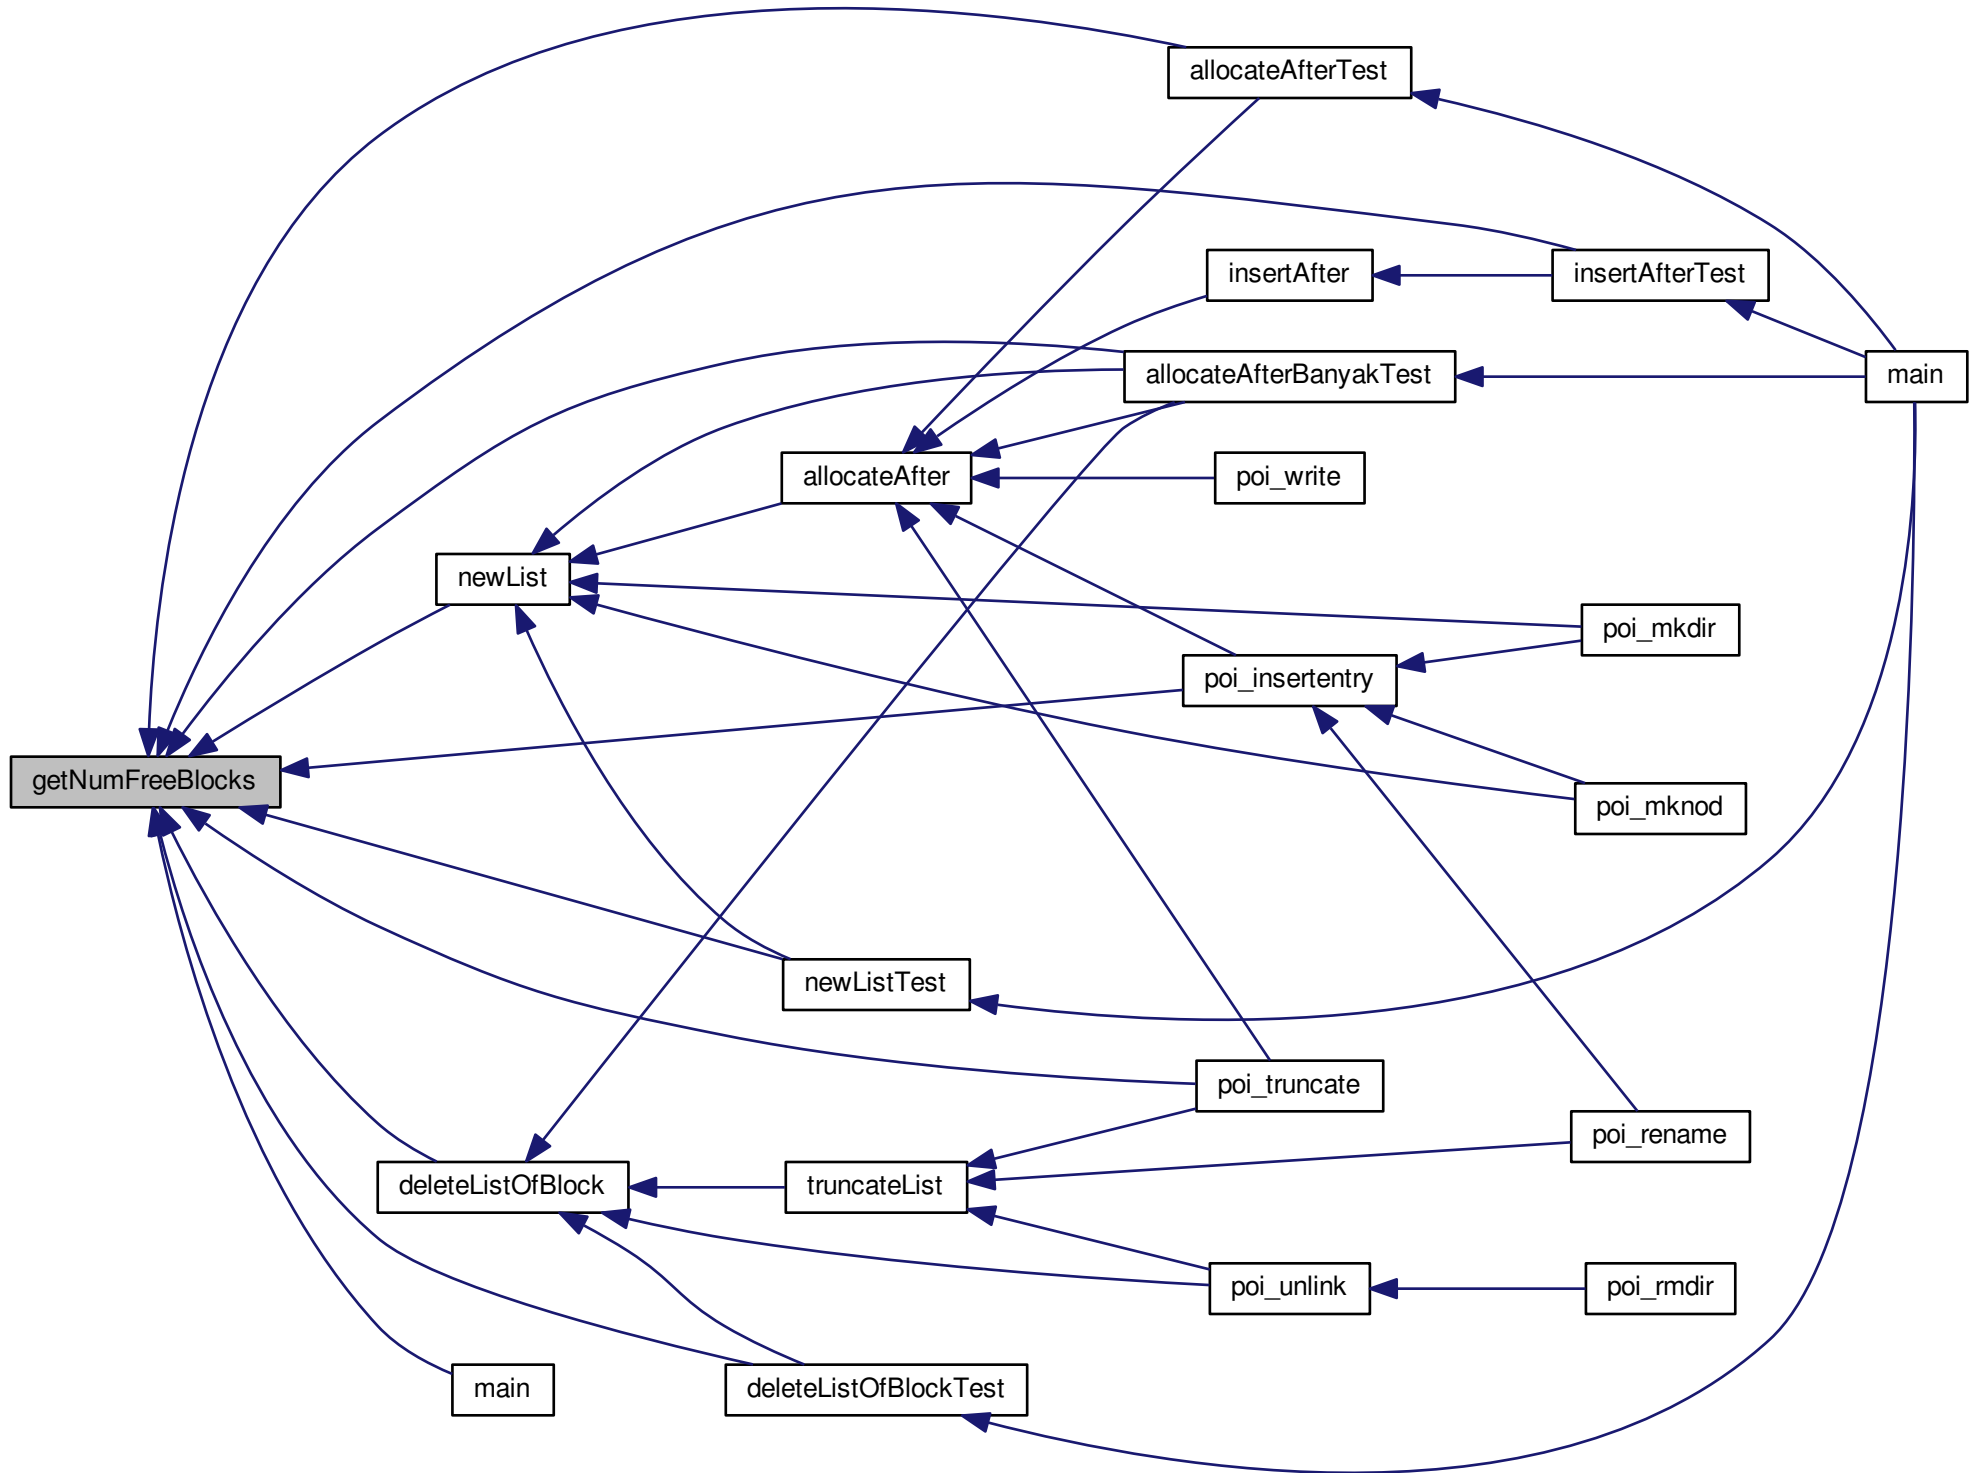 allocateAfterTest
insertAfter
insertAfterTest
allocateAfterBanyakTest
main
allocateAfter
poi_write
newList
poi_mkdir
poi_insertentry
getNumFreeBlocks
poi_mknod
newListTest
poi_truncate
poi_rename
deleteListOfBlock
truncateList
poi_unlink
poi_rmdir
main
deleteListOfBlockTest